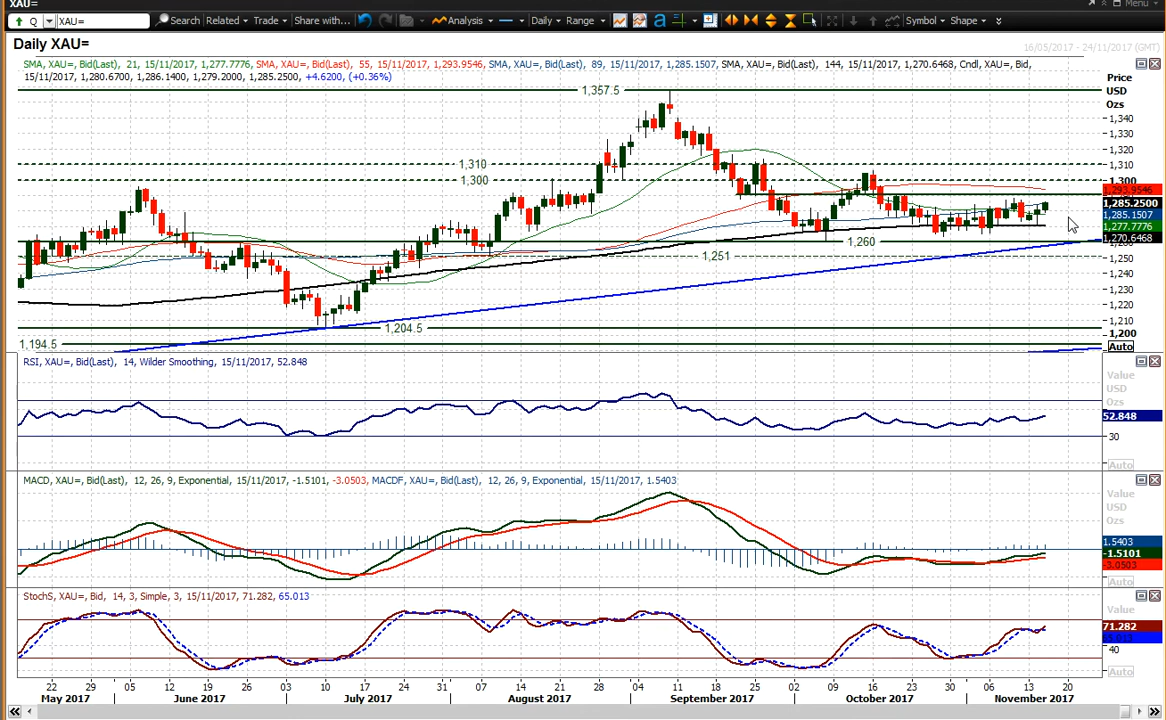 XAU=
Menu
Q XAU= Search Related Trade Share with... Analysis Daily Range a Symbol Shape
Daily XAU=
16/05/2017 - 24/11/2017 (GMT)
SMA, XAU=, Bid(Last), 21, 15/11/2017, 1,277.7776, SMA, XAU=, Bid(Last), 55, 15/11/2017, 1,293.9546, SMA, XAU=, Bid(Last), 89, 15/11/2017, 1,285.1507, SMA, XAU=, Bid(Last), 144, 15/11/2017, 1,270.6468, Cndl, XAU=, Bid,
15/11/2017, 1,280.6700, 1,286.1400, 1,279.2000, 1,285.2500, +4.6200, (+0.36%)
Price
USD
Ozs
1,357.5
1,340
1,330
1,320
1,310
1,310
1,300
1,300
1,293.9546
1,285.2500
1,285.1507
1,277.7776
1,270.6468
1,260
1,251
1,250
1,240
1,230
1,220
1,210
1,204.5
1,200
1,194.5
Auto
RSI, XAU=, Bid(Last), 14, Wilder Smoothing, 15/11/2017, 52.848
Value
USD
Ozs
52.848
30
Auto
MACD, XAU=, Bid(Last), 12, 26, 9, Exponential, 15/11/2017, -1.5101, -3.0503, MACDF, XAU=, Bid(Last), 12, 26, 9, Exponential, 15/11/2017, 1.5403
Value
USD
Ozs
1.5403
-1.5101
-3.0503
Auto
StochS, XAU=, Bid, 14, 3, Simple, 3, 15/11/2017, 71.282, 65.013
Value
71.282
65.013
40
Auto
22 29 05 12 19 26 03 10 17 24 31 07 14 21 28 04 11 18 25 02 09 16 23 30 06 13 20
May 2017 June 2017 July 2017 August 2017 September 2017 October 2017 November 2017